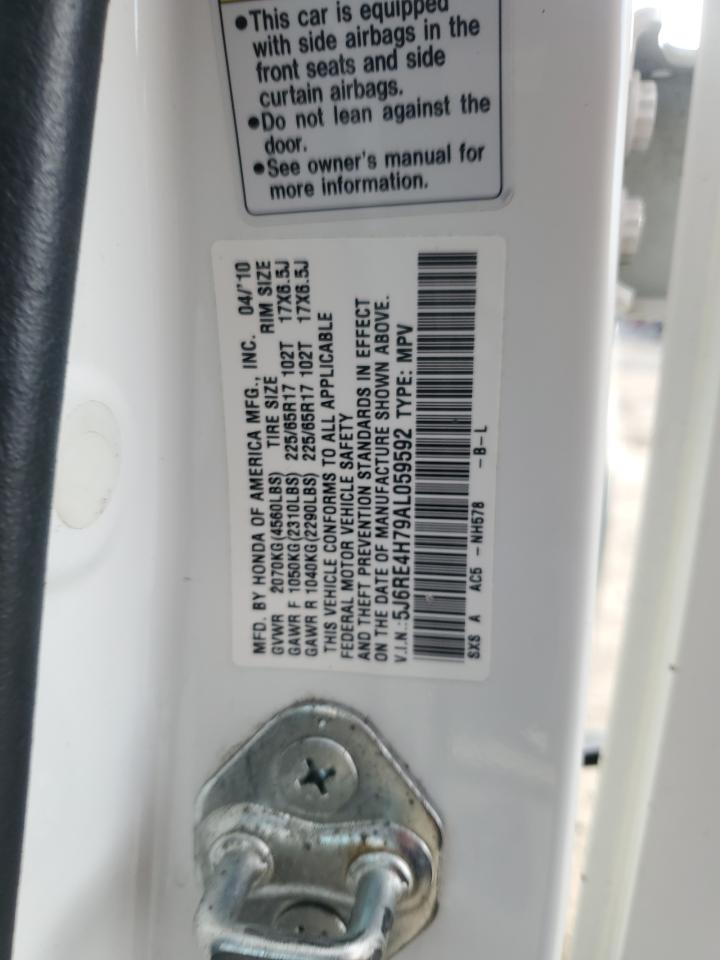 •This car is equipped
with side airbags in the
front seats and side
curtain airbags.
•Do not lean against the
door.
•See owner's manual for
more information.
MFD. BY HONDA OF AMERICA MFG., INC. 04/'10
GVWR 2070KG(4560LBS) TIRE SIZE RIM SIZE
GAWR F 1050KG(2310LBS) 225/65R17 102T 17X6.5J
GAWR R 1040KG(2290LBS) 225/65R17 102T 17X6.5J
THIS VEHICLE CONFORMS TO ALL APPLICABLE
FEDERAL MOTOR VEHICLE SAFETY
AND THEFT PREVENTION STANDARDS IN EFFECT
ON THE DATE OF MANUFACTURE SHOWN ABOVE.
V.I.N.:5J6RE4H79AL059592 TYPE: MPV
SXS A AC5 -NH578 -B-L